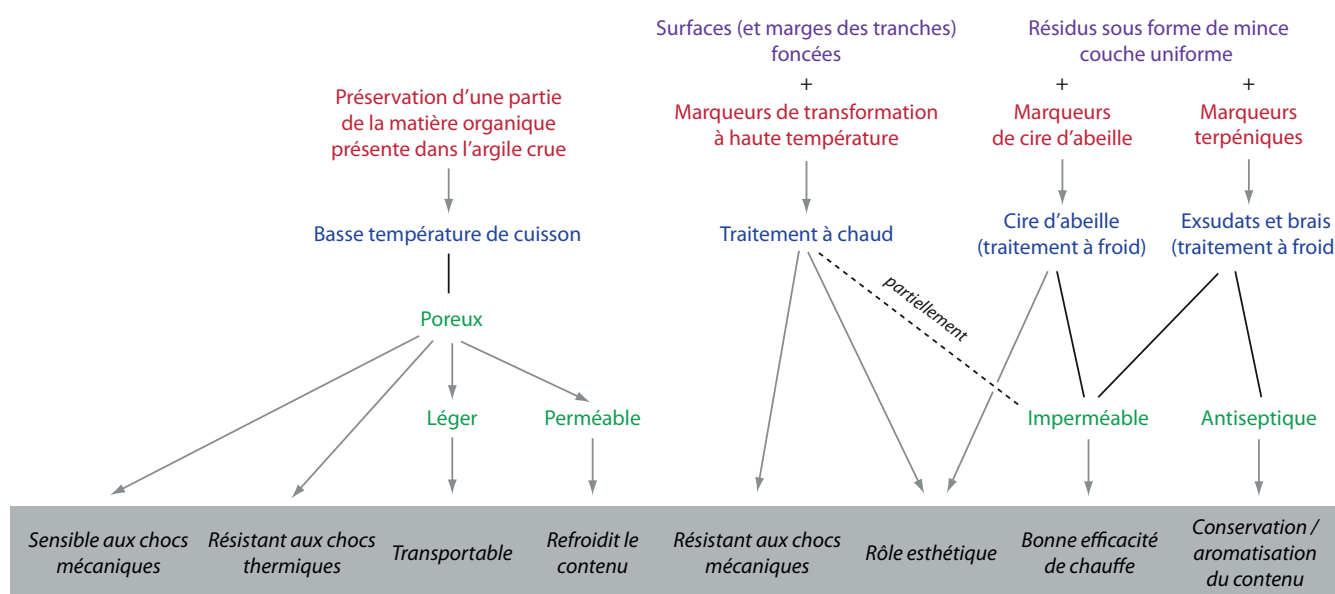 Surfaces (et marges des tranches)
foncées
Résidus sous forme de mince
couche uniforme
+
+
+
Préservation d’une partie
de la matière organique
présente dans l’argile crue
Marqueurs de transformation
à haute température
Marqueurs
de cire d’abeille
Marqueurs
terpéniques
Basse température de cuisson
Traitement à chaud
Cire d’abeille
(traitement à froid)
Exsudats et brais
(traitement à froid
partiellement
Poreux
Léger
Perméable
Imperméable
Antiseptique
Sensible aux chocs
mécaniques
Résistant aux chocs
thermiques
Transportable
Refroidit le
contenu
Résistant aux chocs
mécaniques
Rôle esthétique
Bonne efficacité
de chauffe
Conservation /
aromatisation
du contenu